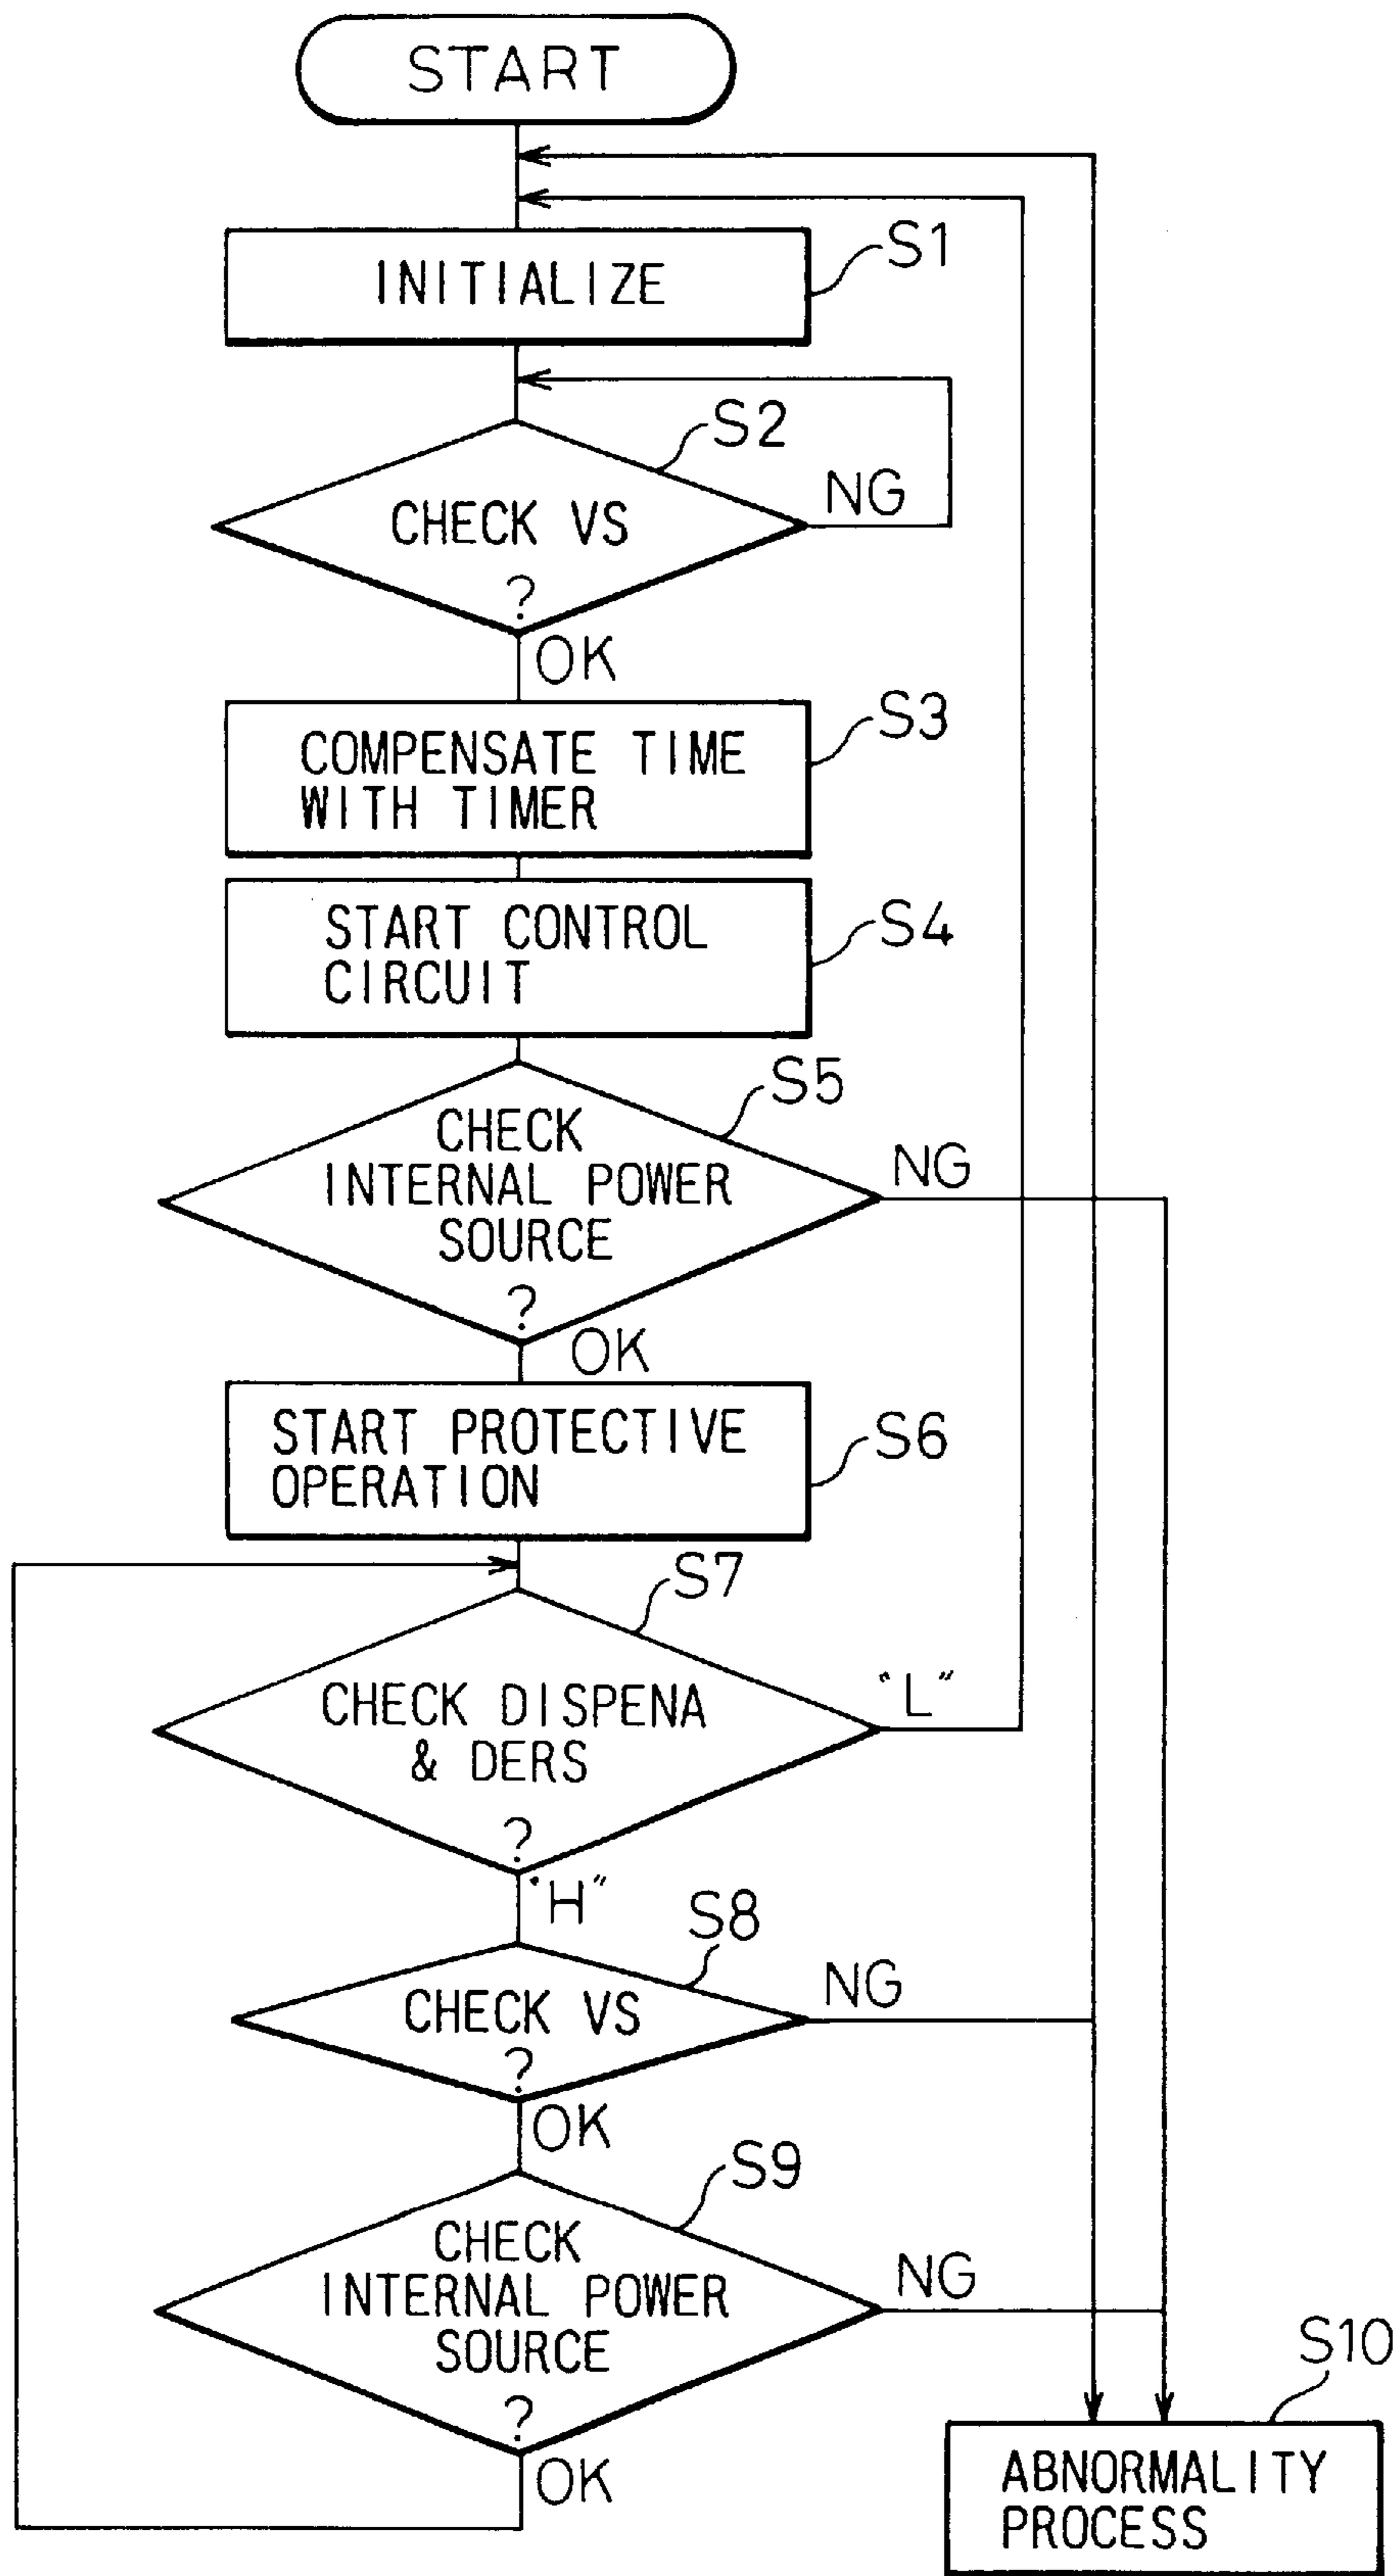 START
S1
INITIALIZE
S2
CHECK VS
?
NG
OK
S3
COMPENSATE TIME
WITH TIMER
S4
START CONTROL
CIRCUIT
S5
CHECK
INTERNAL POWER
SOURCE
?
NG
OK
S6
START PROTECTIVE
OPERATION
S7
CHECK DISPENA
& DERS
?
"L"
"H"
S8
CHECK VS
?
NG
OK
S9
CHECK
INTERNAL POWER
SOURCE
?
NG
OK
S10
ABNORMALITY
PROCESS